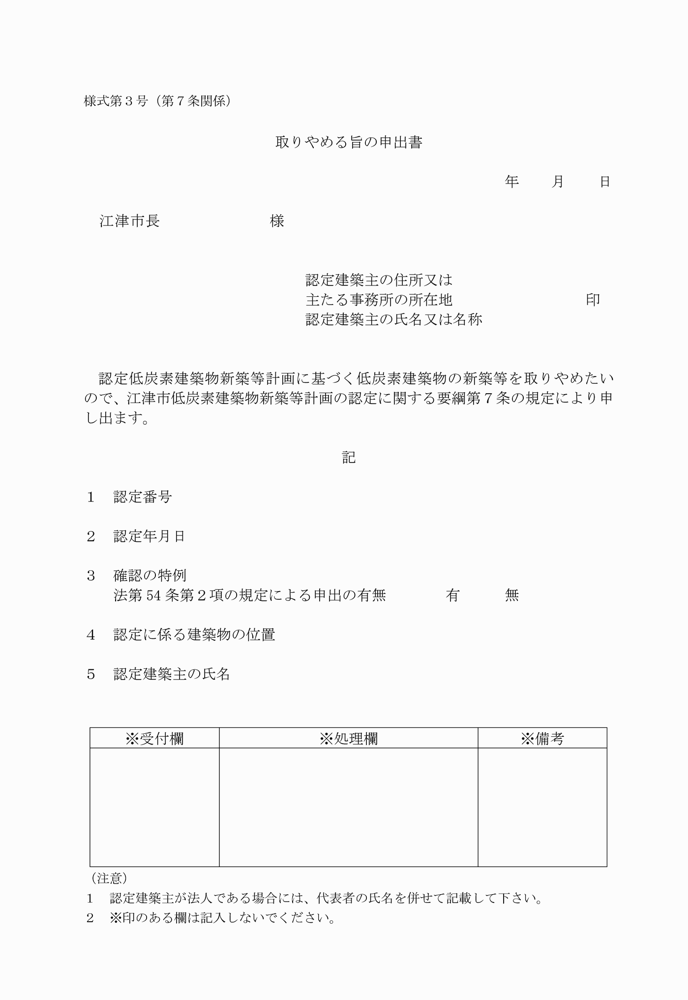 様式第３号（第７条関係）
取りやめる旨の申出書
年　　月　　日
江津市長　　　　　　　様
認定建築主の住所又は
主たる事務所の所在地　　　　　　　　　印
認定建築主の氏名又は名称
認定低炭素建築物新築等計画に基づく低炭素建築物の新築等を取りやめたい
ので、江津市低炭素建築物新築等計画の認定に関する要綱第７条の規定により申
し出ます。
記
１　認定番号
２　認定年月日
３　確認の特例
法第 54 条第２項の規定による申出の有無　　　　有　　　無
４　認定に係る建築物の位置
５　認定建築主の氏名
※受付欄　※処理欄　※備考
（注意）
１　認定建築主が法人である場合には、代表者の氏名を併せて記載して下さい。
２　※印のある欄は記入しないでください。